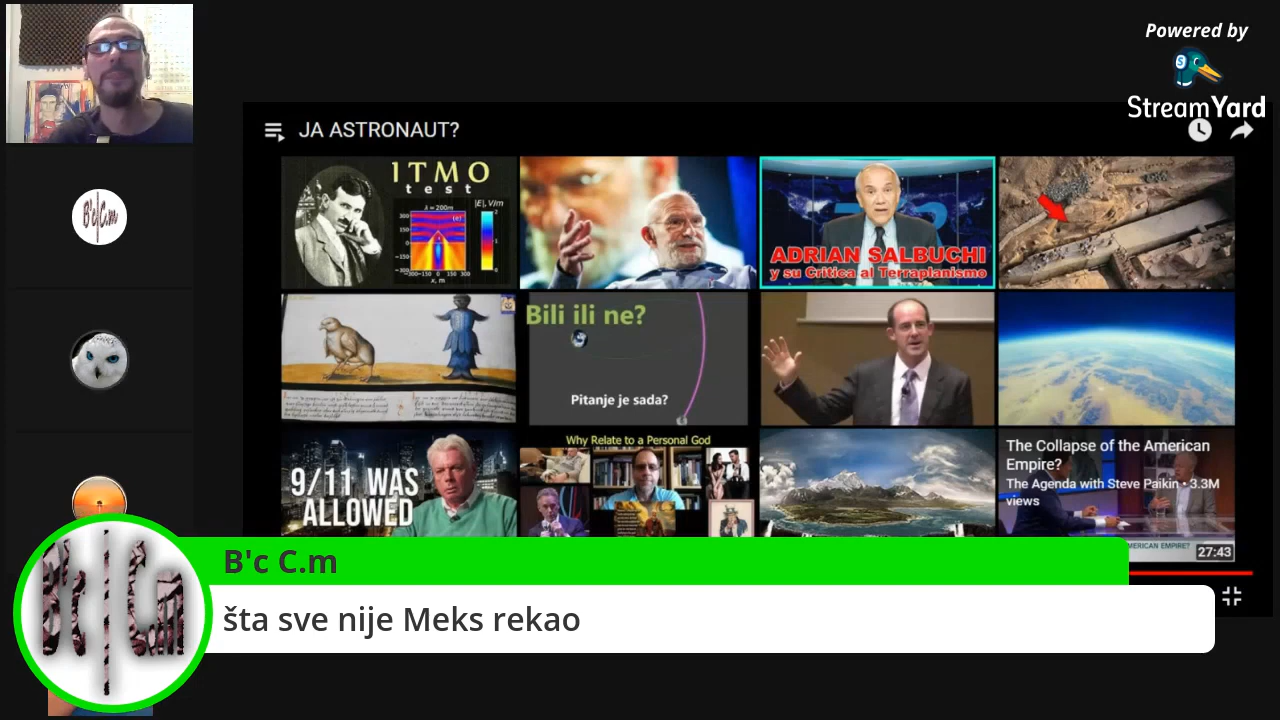 Powered by
StreamYard
B'c C.m
JA ASTRONAUT?
ITMO
test
λ = 200m
|E|, V/m
x, m
ADRIAN SALBUCHI
y su Crítica al Terraplanismo
Bili ili ne?
Pitanje je sada?
9/11 WAS
ALLOWED
Why Relate to a Personal God
The Collapse of the American
Empire?
The Agenda with Steve Paikin • 3.3M
views
27:43
B'c C.m
B'c C.m
šta sve nije Meks rekao